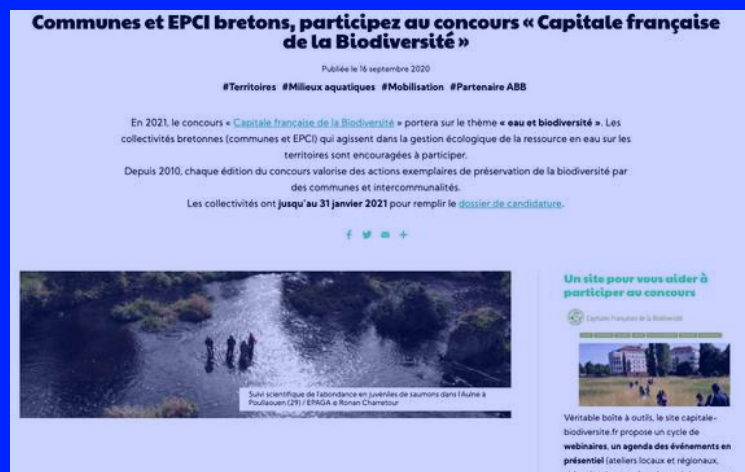 Communes et EPCI bretons, participez au concours « Capitale française
de la Biodiversité »
Publiée le 16 septembre 2020
#Territoires #Milieux aquatiques #Mobilisation #Partenaire ABB
En 2021, le concours « Capitale française de la Biodiversité » portera sur le thème « eau et biodiversité ». Les
collectivités bretonnes (communes et EPCI) qui agissent dans la gestion écologique de la ressource en eau sur les
territoires sont encouragées à participer.
Depuis 2010, chaque édition du concours valorise des actions exemplaires de préservation de la biodiversité par
des communes et intercommunalités.
Les collectivités ont jusqu'au 31 janvier 2021 pour remplir le dossier de candidature.
Suivi scientifique de l'abondance en juvéniles de saumons dans l'Aulne à
Poullaouen (29) / EPAGA © Ronan Charretour
Un site pour vous aider à
participer au concours
Capitale Française de la Biodiversité
Véritable boîte à outils, le site capitale-
biodiversite.fr propose un cycle de
webinaires, un agenda des événements en
présentiel (ateliers locaux et régionaux,